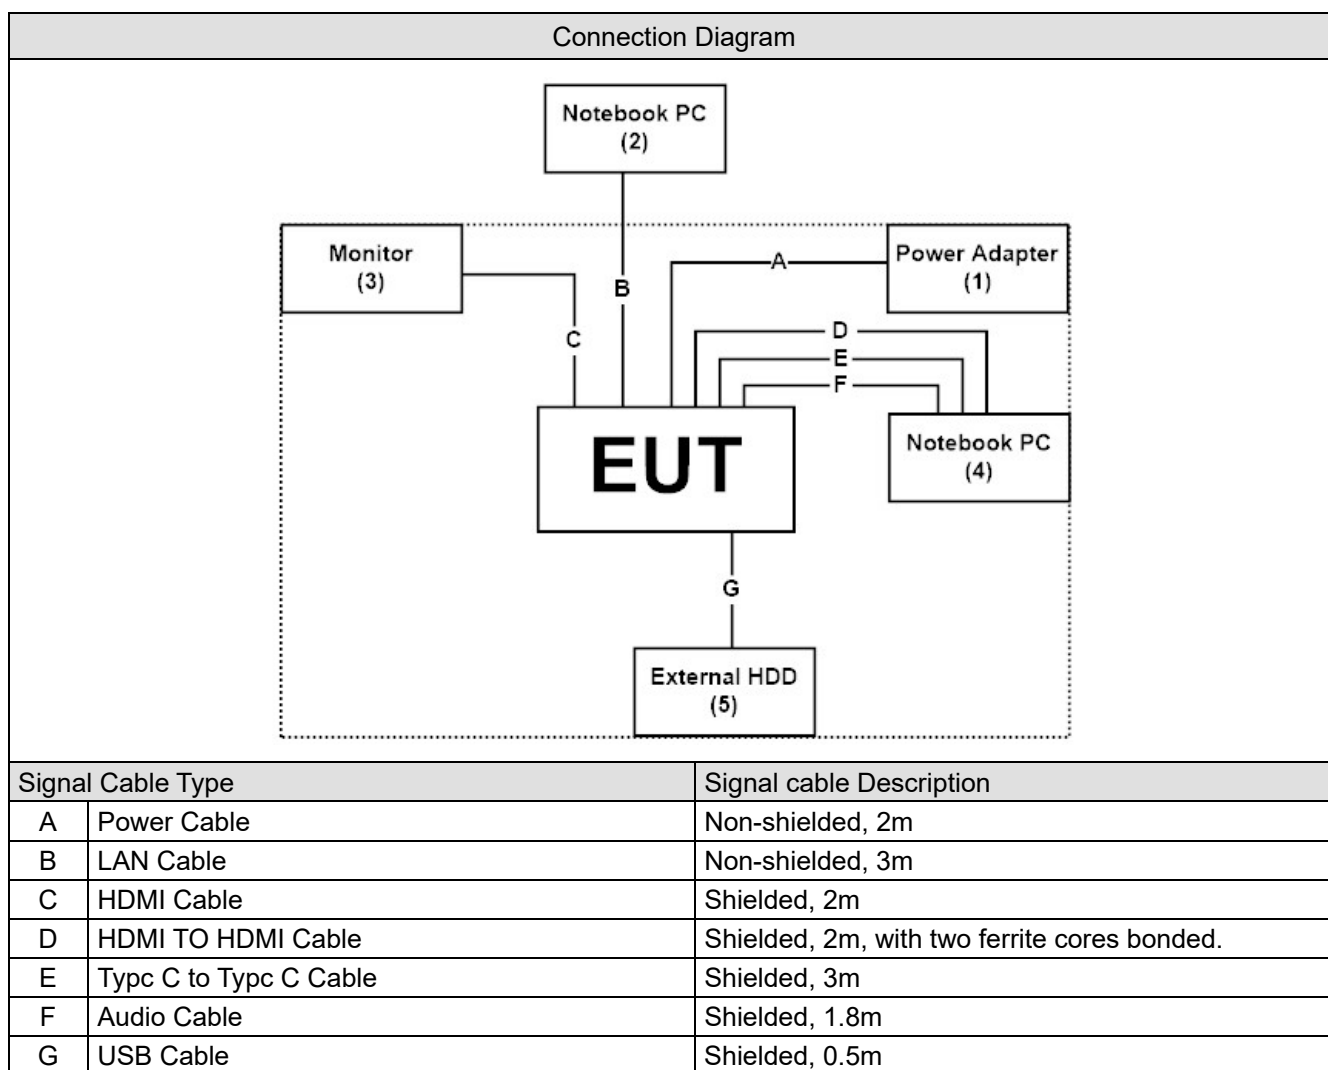 Connection Diagram
Notebook PC
(2)
Monitor
(3)
Power Adapter
(1)
A
B
C
D
E
F
EUT
Notebook PC
(4)
G
External HDD
(5)
Signal Cable Type Signal cable Description
A Power Cable Non-shielded, 2m
B LAN Cable Non-shielded, 3m
C HDMI Cable Shielded, 2m
D HDMI TO HDMI Cable Shielded, 2m, with two ferrite cores bonded.
E Typc C to Typc C Cable Shielded, 3m
F Audio Cable Shielded, 1.8m
G USB Cable Shielded, 0.5m